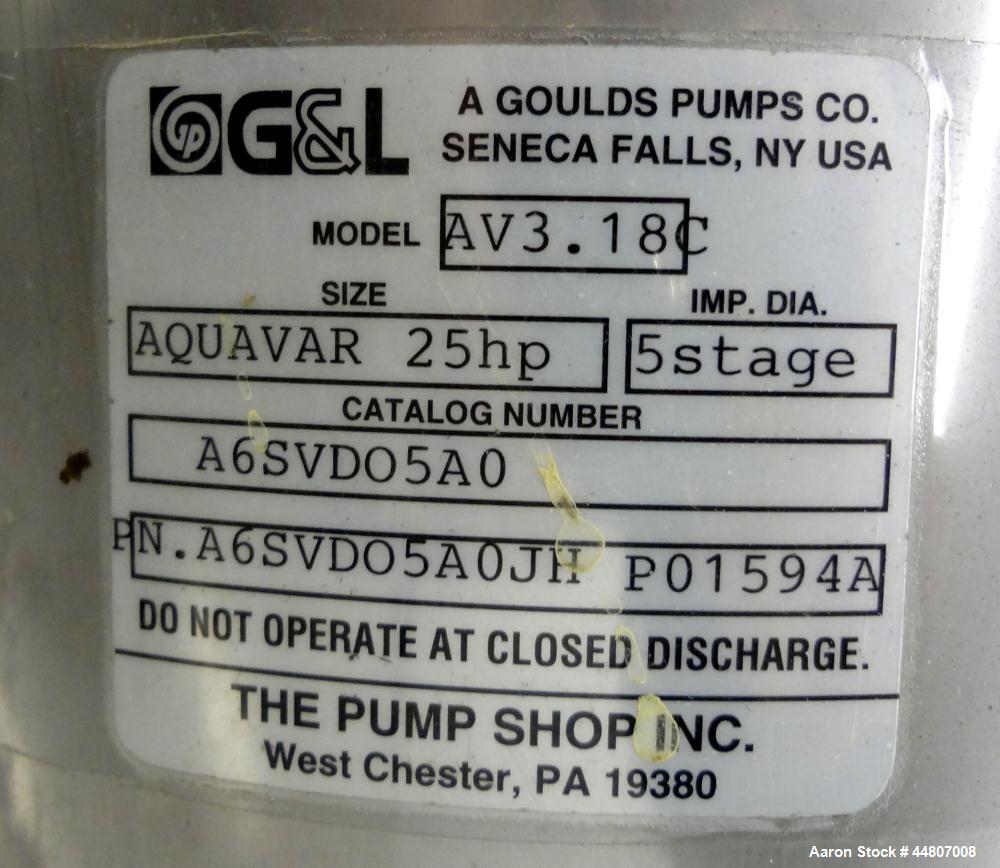 G&L A GOULDS PUMPS CO.
SENECA FALLS, NY USA
MODEL AV3.18C
SIZE IMP. DIA.
AQUAVAR 25hp 5stage
CATALOG NUMBER
A6SVDO5A0
PN.A6SVDO5A0JH P01594A
DO NOT OPERATE AT CLOSED DISCHARGE.
THE PUMP SHOP INC.
West Chester, PA 19380
Aaron Stock # 44807008